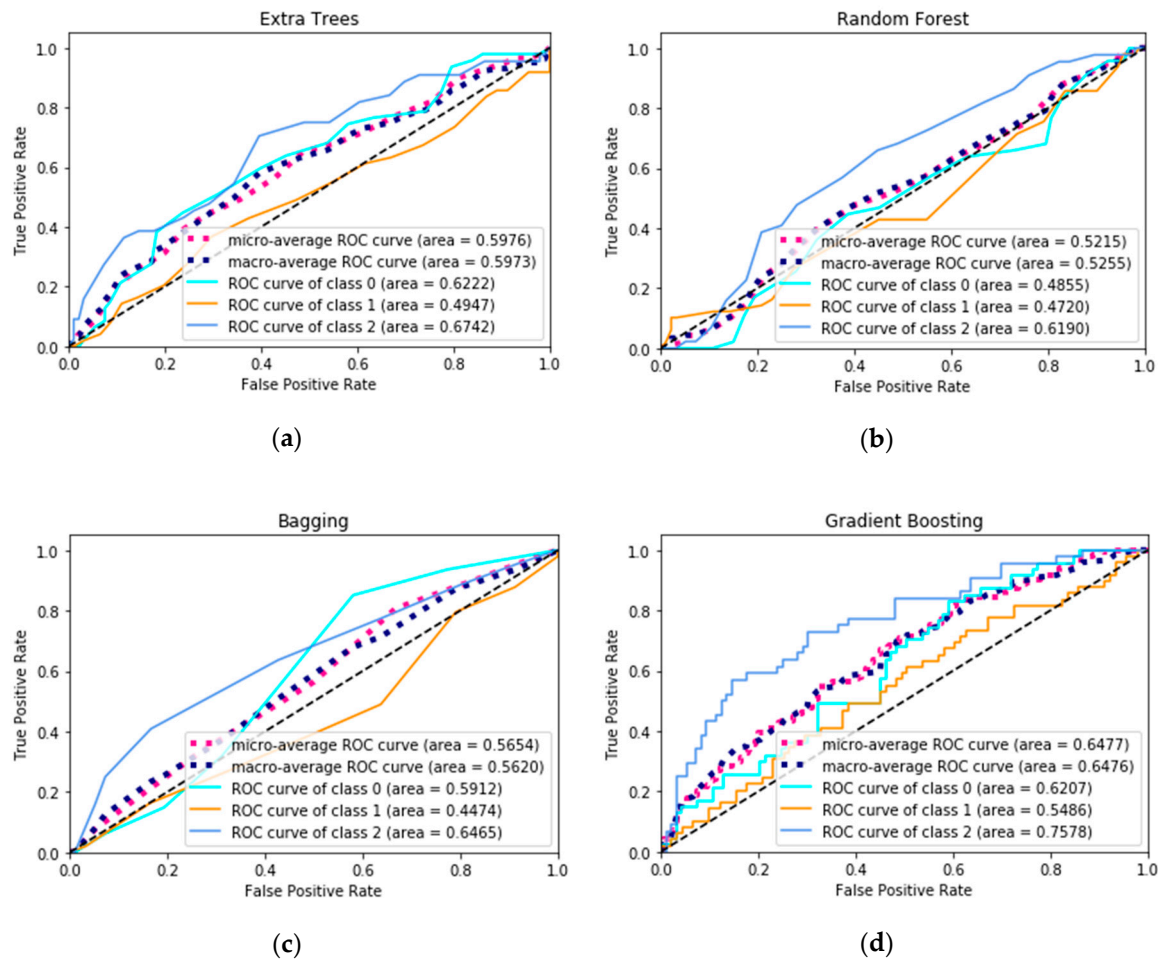 Extra Trees
1.0
0.8
0.6
0.4
0.2
0.0
True Positive Rate
micro-average ROC curve (area = 0.5976)
macro-average ROC curve (area = 0.5973)
ROC curve of class 0 (area = 0.6222)
ROC curve of class 1 (area = 0.4947)
ROC curve of class 2 (area = 0.6742)
0.0 0.2 0.4 0.6 0.8 1.0
False Positive Rate
(a)
Random Forest
1.0
0.8
0.6
0.4
0.2
0.0
True Positive Rate
micro-average ROC curve (area = 0.5215)
macro-average ROC curve (area = 0.5255)
ROC curve of class 0 (area = 0.4855)
ROC curve of class 1 (area = 0.4720)
ROC curve of class 2 (area = 0.6190)
0.0 0.2 0.4 0.6 0.8 1.0
False Positive Rate
(b)
Bagging
1.0
0.8
0.6
0.4
0.2
0.0
True Positive Rate
micro-average ROC curve (area = 0.5654)
macro-average ROC curve (area = 0.5620)
ROC curve of class 0 (area = 0.5912)
ROC curve of class 1 (area = 0.4474)
ROC curve of class 2 (area = 0.6465)
0.0 0.2 0.4 0.6 0.8 1.0
False Positive Rate
(c)
Gradient Boosting
1.0
0.8
0.6
0.4
0.2
0.0
True Positive Rate
micro-average ROC curve (area = 0.6477)
macro-average ROC curve (area = 0.6476)
ROC curve of class 0 (area = 0.6207)
ROC curve of class 1 (area = 0.5486)
ROC curve of class 2 (area = 0.7578)
0.0 0.2 0.4 0.6 0.8 1.0
False Positive Rate
(d)